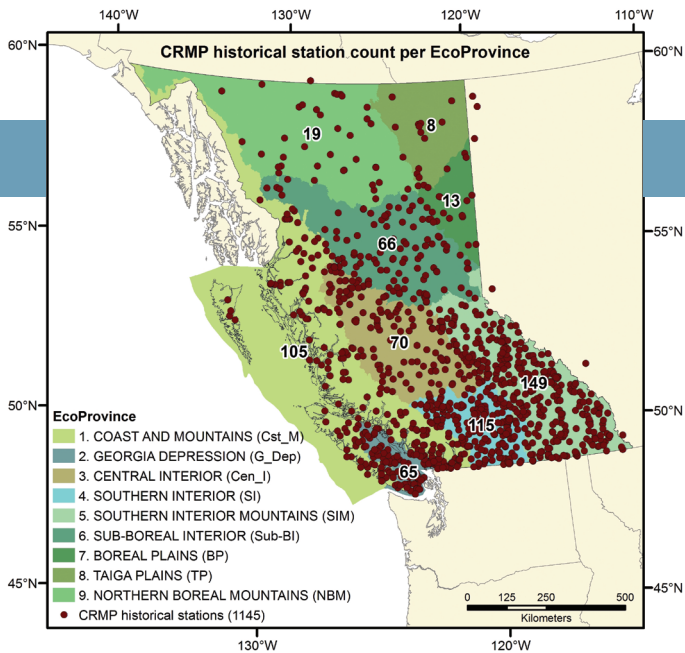 140°W 130°W 120°W 110°W
60°N 60°N
CRMP historical station count per EcoProvince
19 8
13
55°N 55°N
66
70
105
149
50°N 50°N
115
65
EcoProvince
1. COAST AND MOUNTAINS (Cst_M)
2. GEORGIA DEPRESSION (G_Dep)
3. CENTRAL INTERIOR (Cen_I)
4. SOUTHERN INTERIOR (SI)
5. SOUTHERN INTERIOR MOUNTAINS (SIM)
6. SUB-BOREAL INTERIOR (Sub-BI)
7. BOREAL PLAINS (BP)
8. TAIGA PLAINS (TP)
9. NORTHERN BOREAL MOUNTAINS (NBM)
CRMP historical stations (1145)
45°N 45°N
0 125 250 500
Kilometers
130°W 120°W